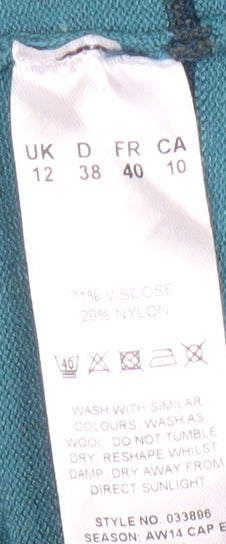 UK D FR CA
12 38 40 10
71% VISCOSE
29% NYLON
40
WASH WITH SIMILAR
COLOURS, WASH AS
WOOL. DO NOT TUMBLE
DRY, RESHAPE WHILST
DAMP, DRY AWAY FROM
DIRECT SUNLIGHT
STYLE NO. 033896
SEASON: AW14 CAP E